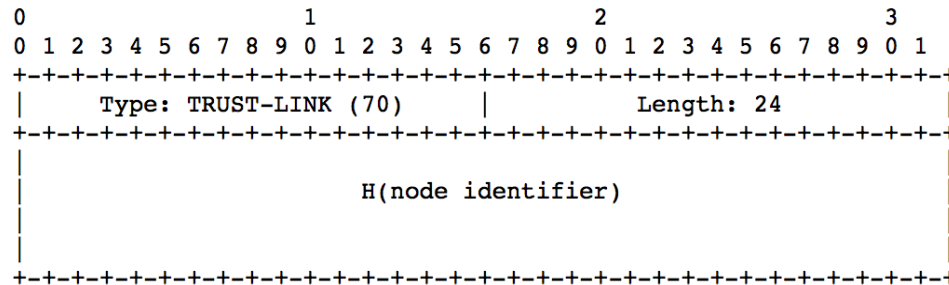 0                   1                   2                   3
0 1 2 3 4 5 6 7 8 9 0 1 2 3 4 5 6 7 8 9 0 1 2 3 4 5 6 7 8 9 0 1
+-+-+-+-+-+-+-+-+-+-+-+-+-+-+-+-+-+-+-+-+-+-+-+-+-+-+-+-+-+-+-+-+
|     Type: TRUST-LINK (70)     |          Length: 24           |
+-+-+-+-+-+-+-+-+-+-+-+-+-+-+-+-+-+-+-+-+-+-+-+-+-+-+-+-+-+-+-+-+
|                                                               |
|                       H(node identifier)                      |
|                                                               |
|                                                               |
+-+-+-+-+-+-+-+-+-+-+-+-+-+-+-+-+-+-+-+-+-+-+-+-+-+-+-+-+-+-+-+-+